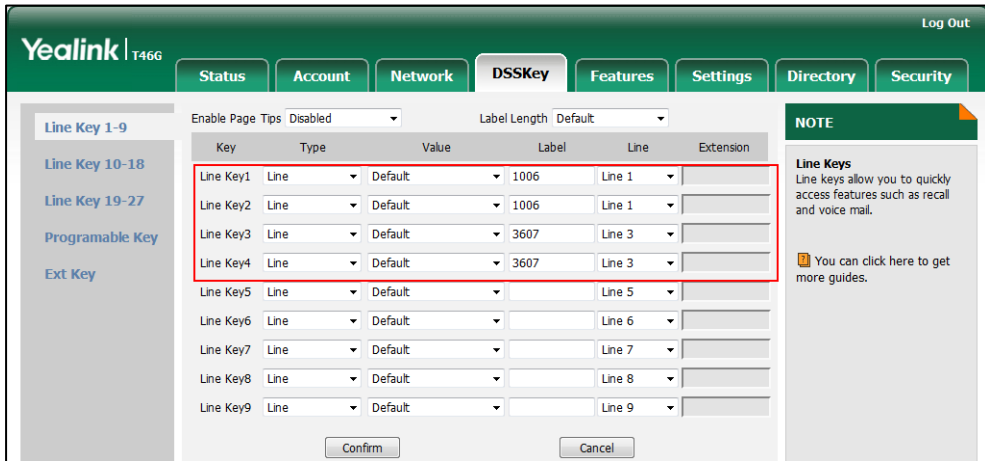 Log Out
Yealink T46G
Status Account Network DSSKey Features Settings Directory Security
Line Key 1-9
Line Key 10-18
Line Key 19-27
Programable Key
Ext Key
Enable Page Tips Disabled Label Length Default
Key Type Value Label Line Extension
Line Key1 Line Default 1006 Line 1
Line Key2 Line Default 1006 Line 1
Line Key3 Line Default 3607 Line 3
Line Key4 Line Default 3607 Line 3
Line Key5 Line Default Line 5
Line Key6 Line Default Line 6
Line Key7 Line Default Line 7
Line Key8 Line Default Line 8
Line Key9 Line Default Line 9
Confirm Cancel
NOTE
Line Keys
Line keys allow you to quickly
access features such as recall
and voice mail.
You can click here to get
more guides.